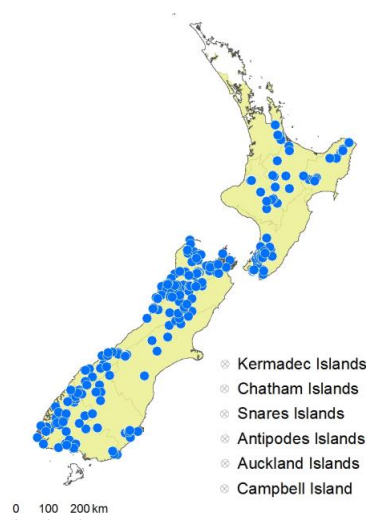 ⊗ Kermadec Islands
⊗ Chatham Islands
⊗ Snares Islands
⊗ Antipodes Islands
⊗ Auckland Islands
⊗ Campbell Island
0 100 200 km